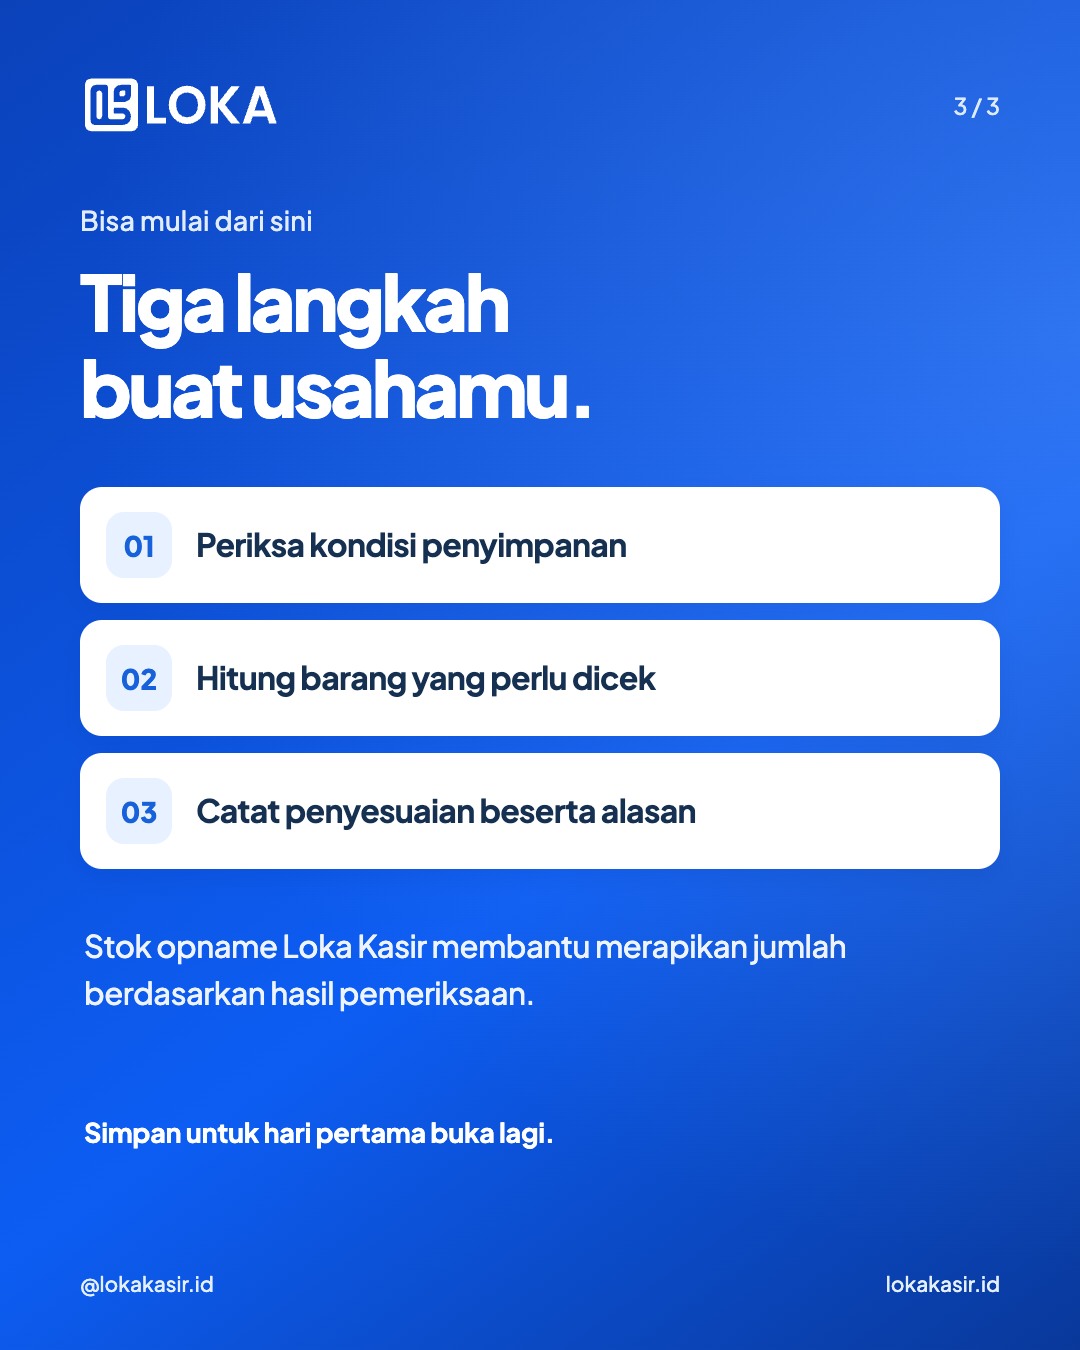 LOKA
3 / 3
Bisa mulai dari sini
Tiga langkah
buat usahamu.
01 Periksa kondisi penyimpanan
02 Hitung barang yang perlu dicek
03 Catat penyesuaian beserta alasan
Stok opname Loka Kasir membantu merapikan jumlah
berdasarkan hasil pemeriksaan.
Simpan untuk hari pertama buka lagi.
@lokakasir.id
lokakasir.id